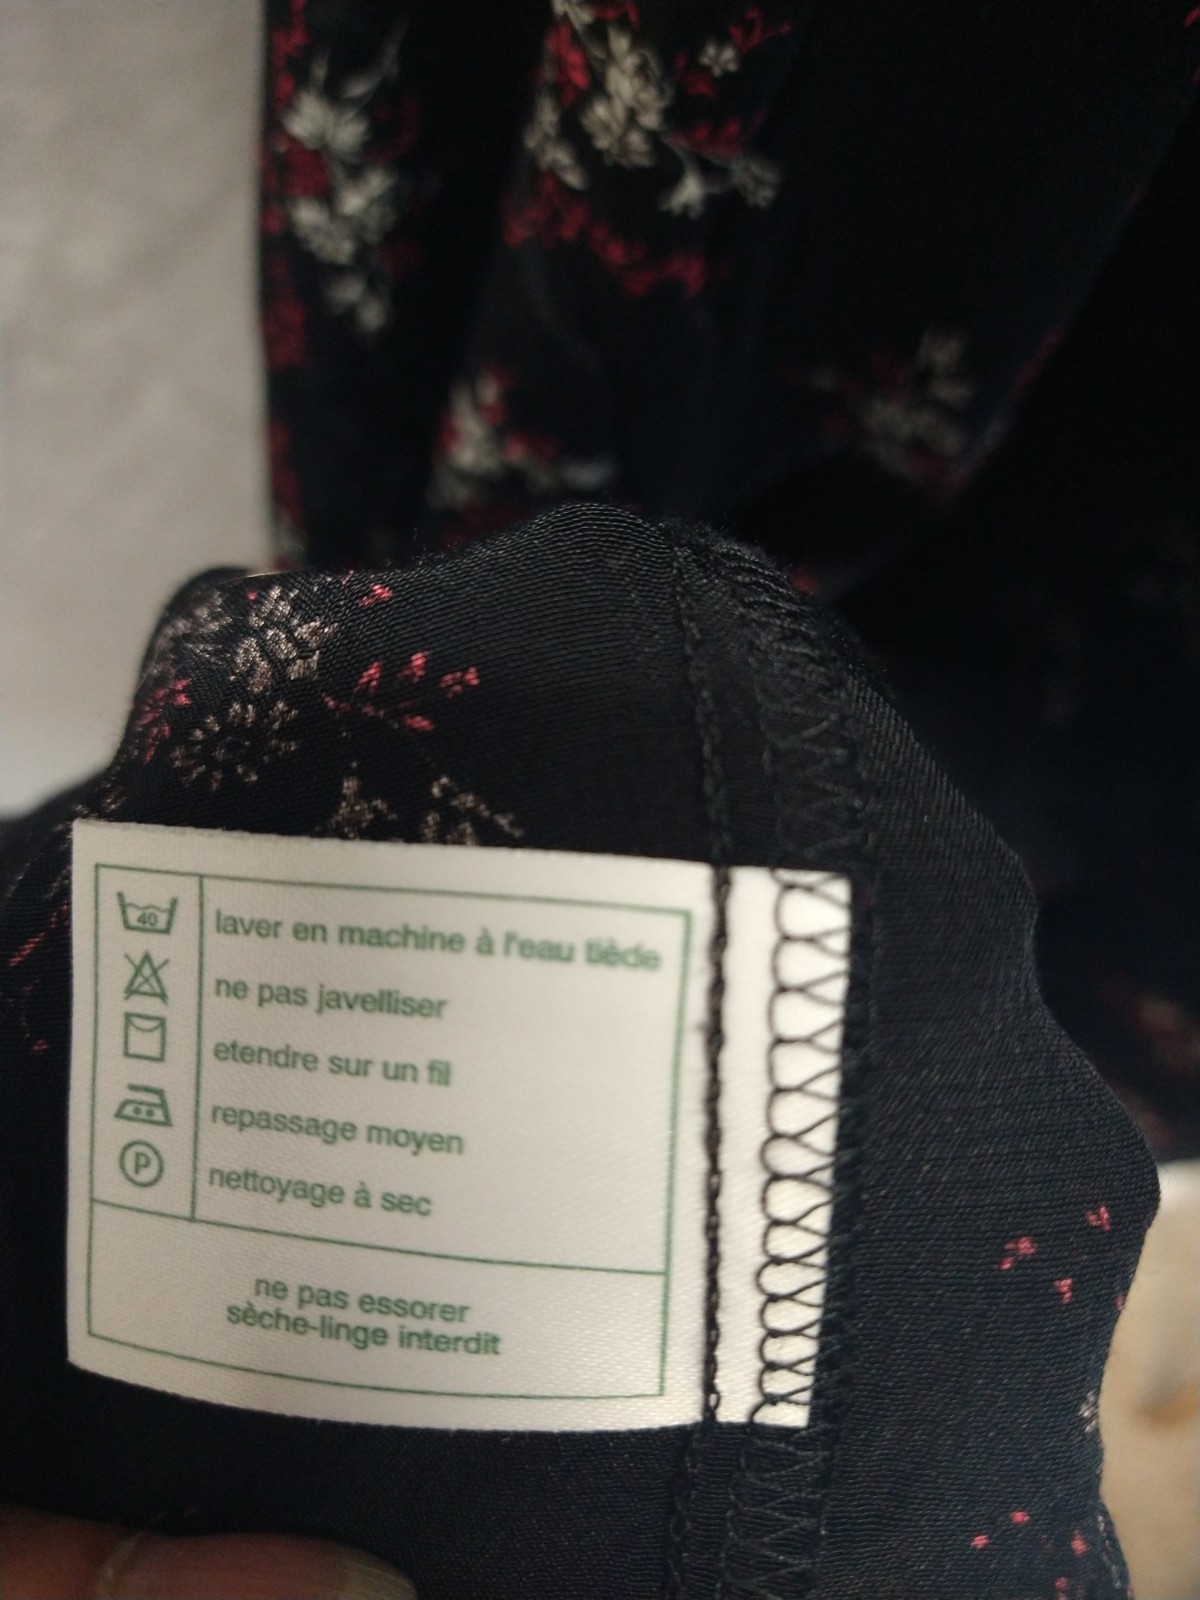 40
laver en machine à l'eau tiède
ne pas javelliser
etendre sur un fil
repassage moyen
P
nettoyage à sec
ne pas essorer
sèche-linge interdit